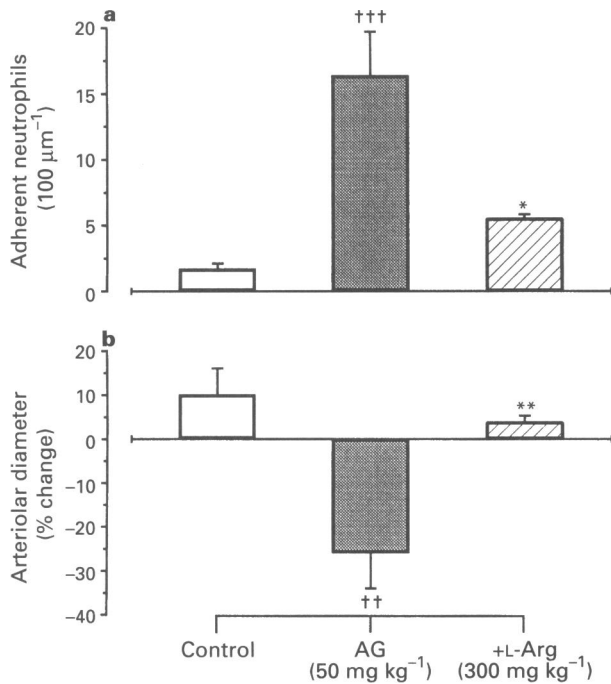 a
†††
20
15
10
5
0
*
Adherent neutrophils
(100 µm⁻¹)
b
20
10
0
−10
−20
−30
−40
**
††
Arteriolar diameter
(% change)
Control
AG
(50 mg kg⁻¹)
+L-Arg
(300 mg kg⁻¹)